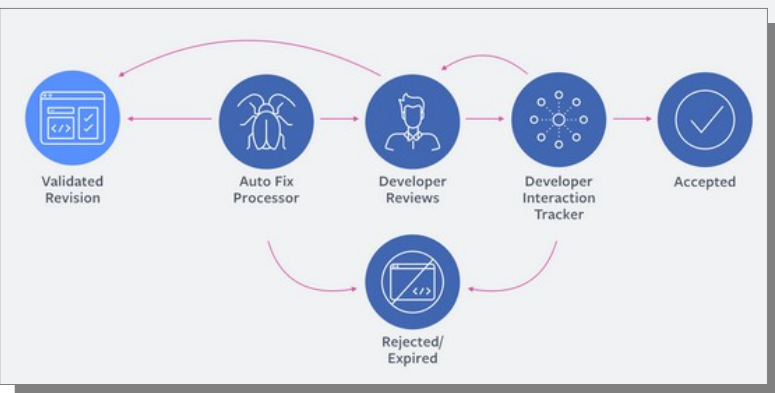 Validated
Revision
Auto Fix
Processor
Developer
Reviews
Developer
Interaction
Tracker
Accepted
Rejected/
Expired